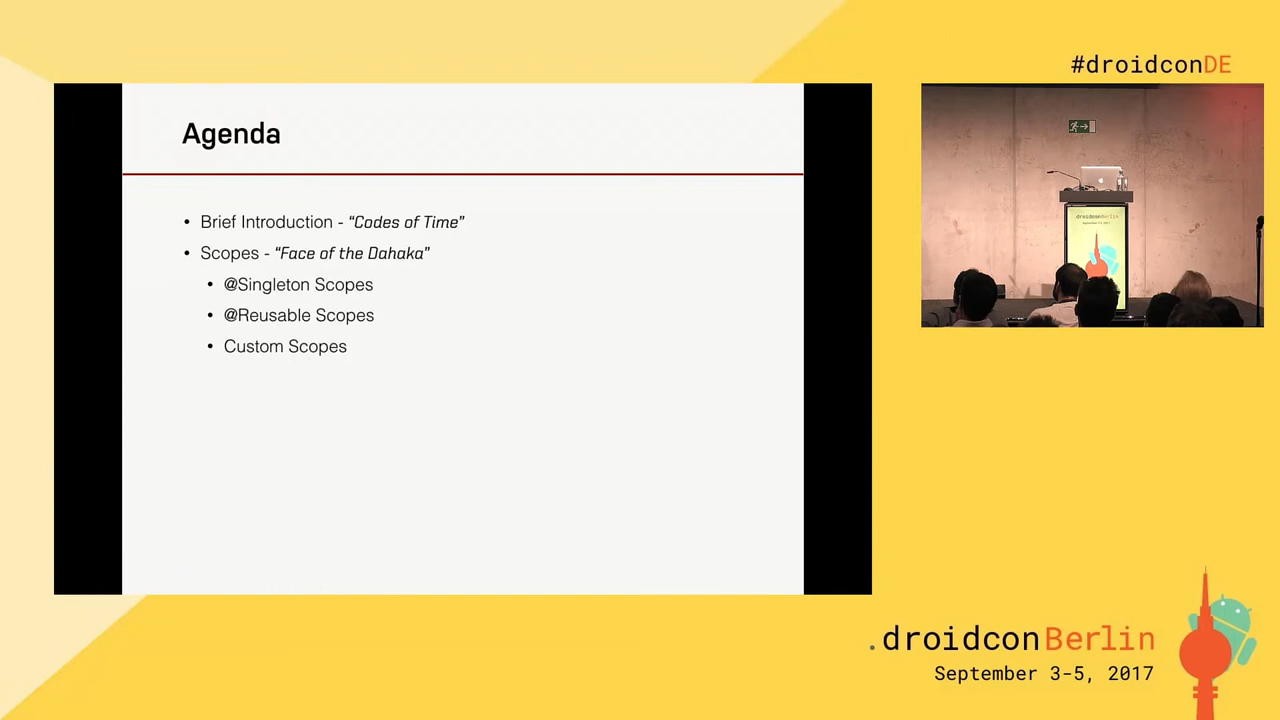 #droidconDE
Agenda
• Brief Introduction - “Codes of Time”
• Scopes - “Face of the Dahaka”
• @Singleton Scopes
• @Reusable Scopes
• Custom Scopes
.droidconBerlin
.droidconBerlin
September 3-5, 2017